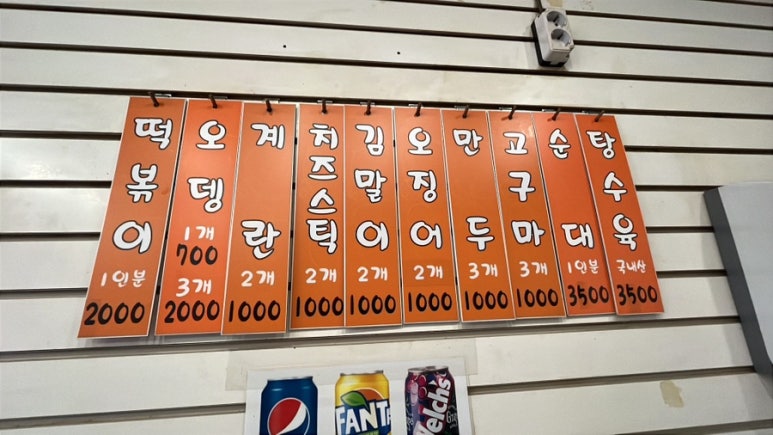 떡볶이
1인분
2000
오뎅
1개
700
3개
2000
계란
2개
1000
치즈스틱
2개
1000
김말이
2개
1000
오징어
2개
1000
만두
3개
1000
고구마
3개
1000
순대
1인분
3500
탕수육
국내산
3500
FANTA
Welch's